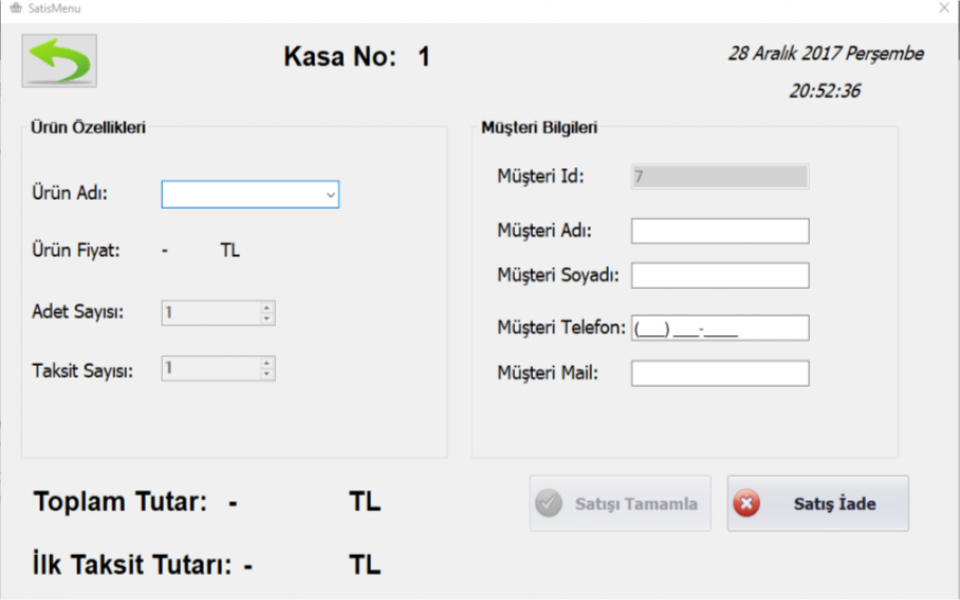 SatisMenu
Kasa No: 1
28 Aralık 2017 Perşembe
20:52:36
Ürün Özellikleri
Ürün Adı:
Ürün Fiyat: - TL
Adet Sayısı: 1
Taksit Sayısı: 1
Müşteri Bilgileri
Müşteri Id: 7
Müşteri Adı:
Müşteri Soyadı:
Müşteri Telefon: (___) ___-____
Müşteri Mail:
Toplam Tutar: - TL
İlk Taksit Tutarı: - TL
Satışı Tamamla
Satış İade